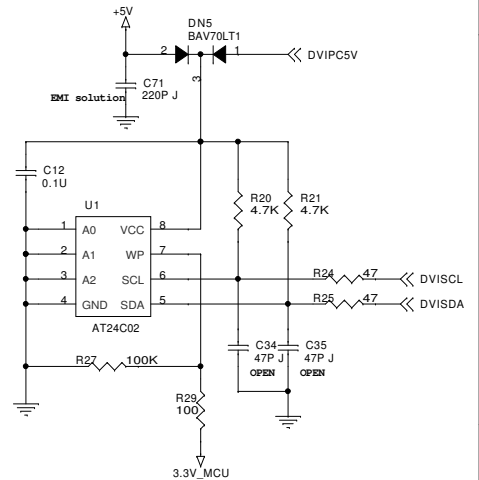 +5V
DN5
BAV70LT1
2
1
DVIPC5V
3
C71
220P J
EMI solution
C12
0.1U
U1
R20
4.7K
R21
4.7K
1 A0 VCC 8
2 A1 WP 7
3 A2 SCL 6
4 GND SDA 5
AT24C02
R24 47
DVISCL
R25 47
DVISDA
C34
47P J
OPEN
C35
47P J
OPEN
R27 100K
R29
100
3.3V_MCU